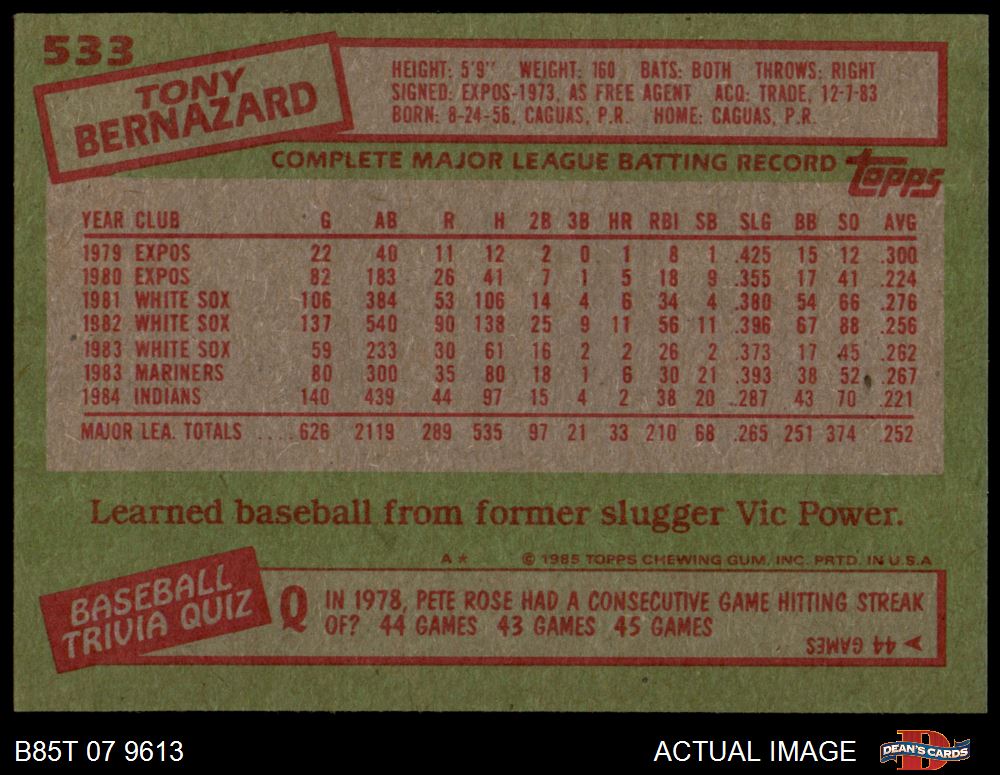 533
TONY
BERNAZARD
HEIGHT: 5'9" WEIGHT: 160 BATS: BOTH THROWS: RIGHT
SIGNED: EXPOS-1973, AS FREE AGENT ACQ: TRADE, 12-7-83
BORN: 8-24-56, CAGUAS, P.R. HOME: CAGUAS, P.R.
COMPLETE MAJOR LEAGUE BATTING RECORD topps
YEAR CLUB G AB R H 2B 3B HR RBI SB SLG BB SO AVG
1979 EXPOS 22 40 11 12 2 0 1 8 1 .425 15 12 .300
1980 EXPOS 82 183 26 41 7 1 5 18 9 .355 17 41 .224
1981 WHITE SOX 106 384 53 106 14 4 6 34 4 .380 54 66 .276
1982 WHITE SOX 137 540 90 138 25 9 11 56 11 .396 67 88 .256
1983 WHITE SOX 59 233 30 61 16 2 2 26 2 .373 17 45 .262
1983 MARINERS 80 300 35 80 18 1 6 30 21 .393 38 52 .267
1984 INDIANS 140 439 44 97 15 4 2 38 20 .287 43 70 .221
MAJOR LEA. TOTALS .... 626 2119 289 535 97 21 33 210 68 .265 251 374 .252
Learned baseball from former slugger Vic Power.
A* © 1985 TOPPS CHEWING GUM, INC. PRTD. IN U.S.A
BASEBALL
TRIVIA QUIZ
Q IN 1978, PETE ROSE HAD A CONSECUTIVE GAME HITTING STREAK
OF? 44 GAMES 43 GAMES 45 GAMES
44 GAMES
B85T 07 9613 ACTUAL IMAGE DEAN'S CARDS